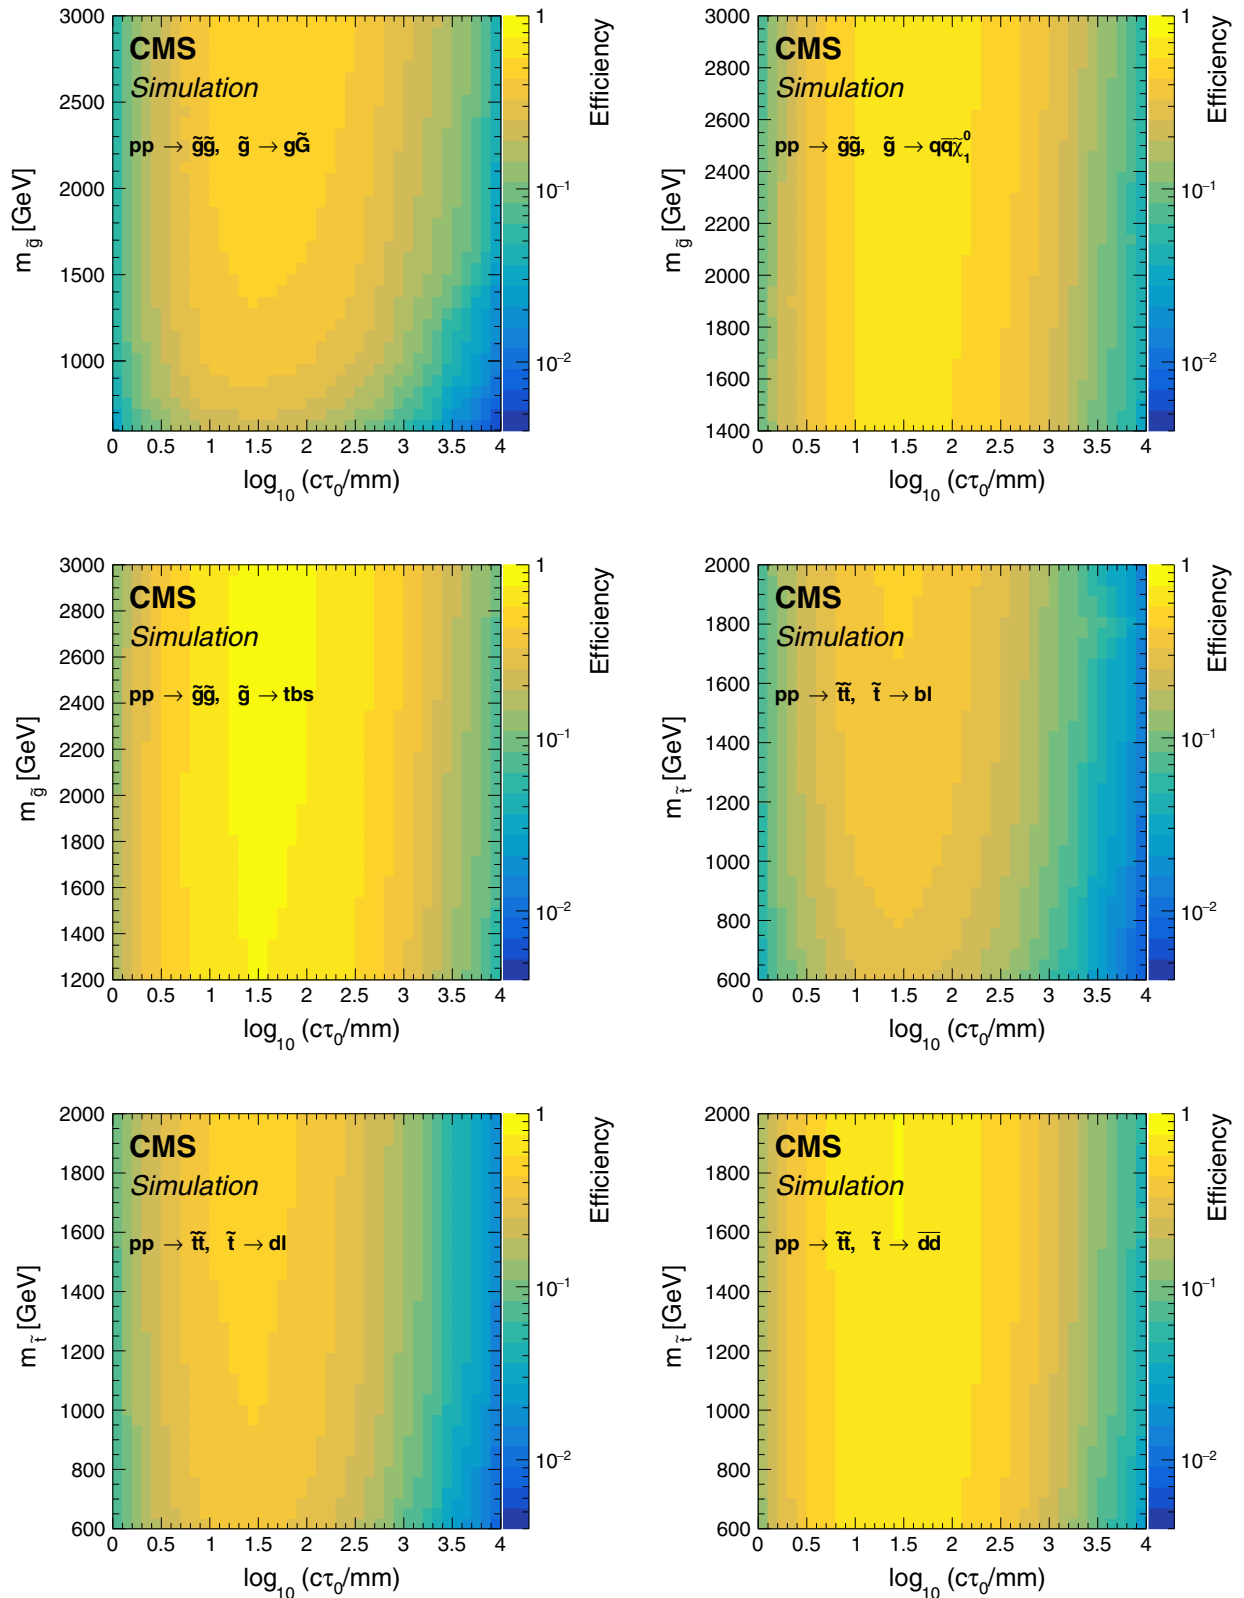 CMS
Simulation
pp → g̃g̃, g̃ → gG̃
3000
2500
2000
1500
1000
m_g̃ [GeV]
0 0.5 1 1.5 2 2.5 3 3.5 4
log₁₀ (cτ₀/mm)
1
10⁻¹
10⁻²
Efficiency
CMS
Simulation
pp → g̃g̃, g̃ → qq̅χ̃⁰₁
3000
2800
2600
2400
2200
2000
1800
1600
1400
m_g̃ [GeV]
0 0.5 1 1.5 2 2.5 3 3.5 4
log₁₀ (cτ₀/mm)
1
10⁻¹
10⁻²
Efficiency
CMS
Simulation
pp → g̃g̃, g̃ → tbs
3000
2800
2600
2400
2200
2000
1800
1600
1400
1200
m_g̃ [GeV]
0 0.5 1 1.5 2 2.5 3 3.5 4
log₁₀ (cτ₀/mm)
1
10⁻¹
10⁻²
Efficiency
CMS
Simulation
pp → t̃t̃, t̃ → bl
2000
1800
1600
1400
1200
1000
800
600
m_t̃ [GeV]
0 0.5 1 1.5 2 2.5 3 3.5 4
log₁₀ (cτ₀/mm)
1
10⁻¹
10⁻²
Efficiency
CMS
Simulation
pp → t̃t̃, t̃ → dl
2000
1800
1600
1400
1200
1000
800
600
m_t̃ [GeV]
0 0.5 1 1.5 2 2.5 3 3.5 4
log₁₀ (cτ₀/mm)
1
10⁻¹
10⁻²
Efficiency
CMS
Simulation
pp → t̃t̃, t̃ → d̅d̅
2000
1800
1600
1400
1200
1000
800
600
m_t̃ [GeV]
0 0.5 1 1.5 2 2.5 3 3.5 4
log₁₀ (cτ₀/mm)
1
10⁻¹
10⁻²
Efficiency